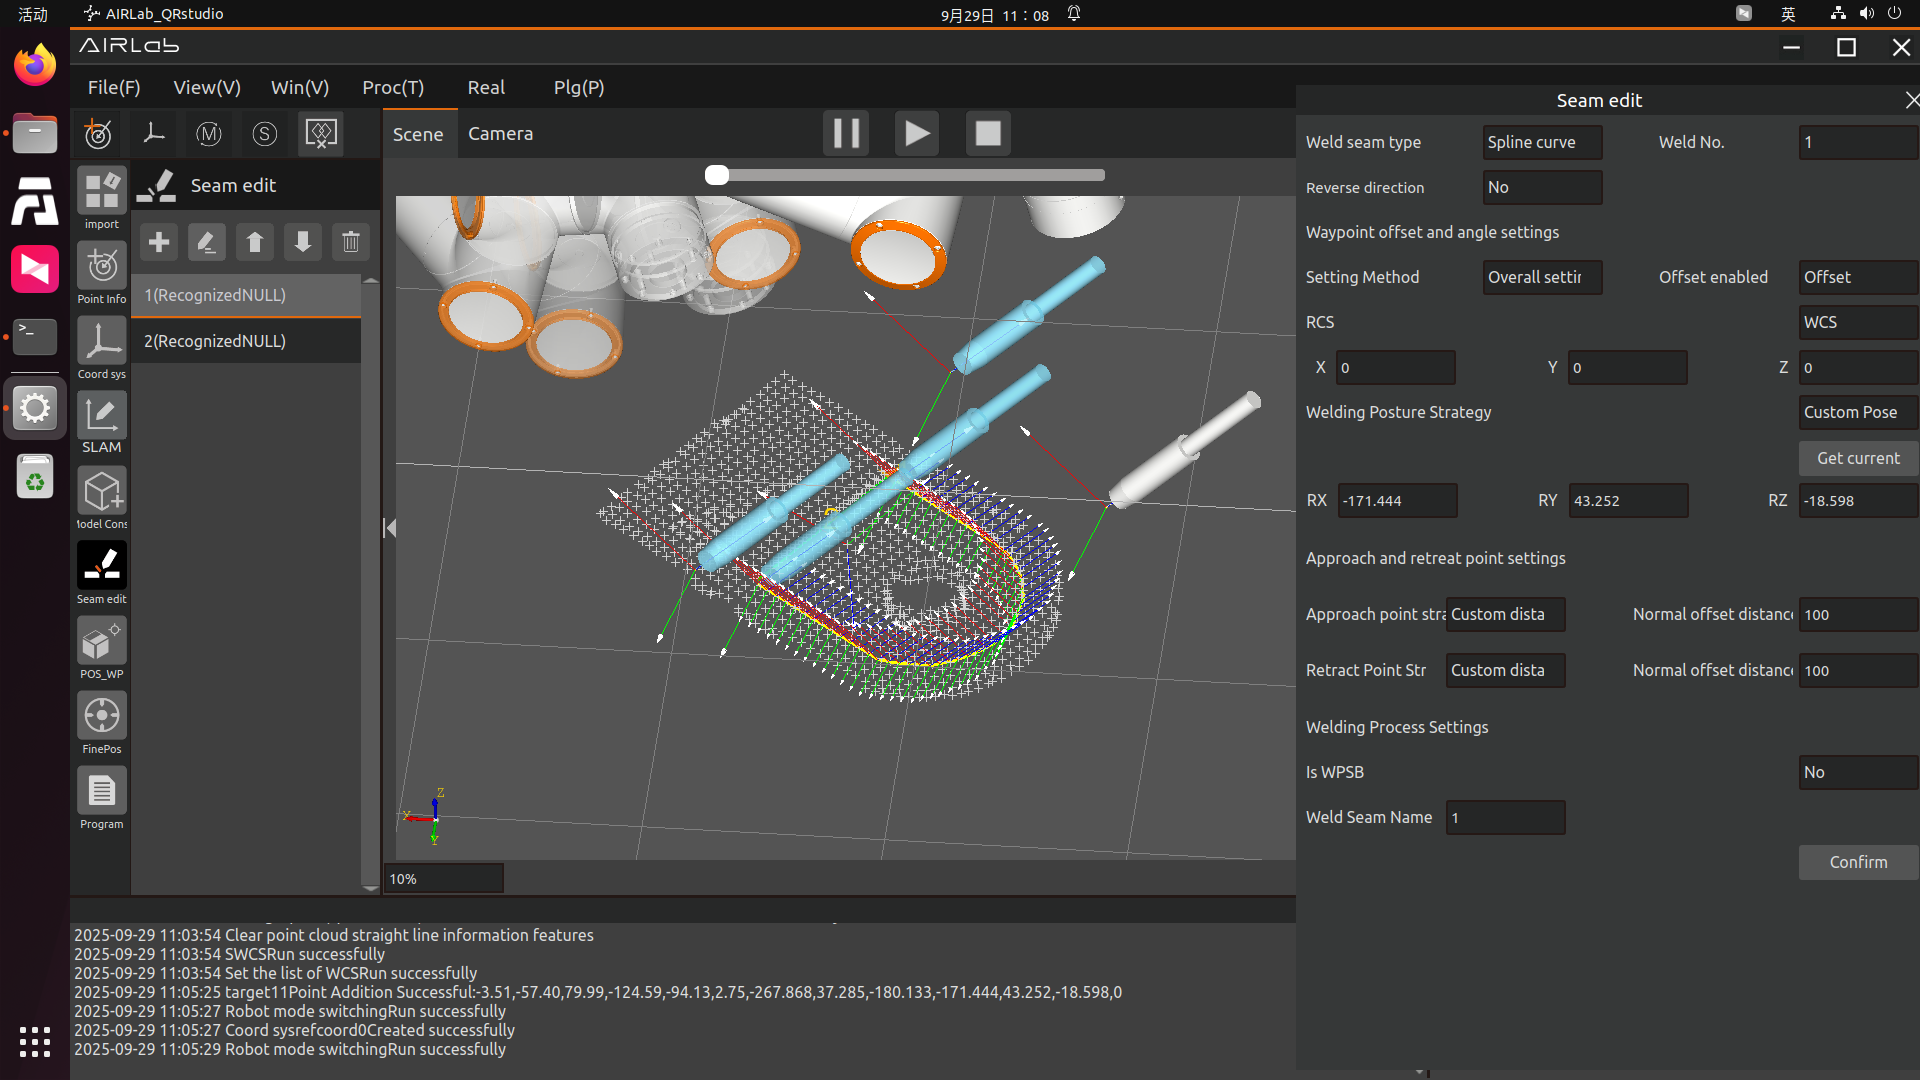 活动
AIRLab_QRstudio
9月29日 11：08
英
AIRLab
File(F)
View(V)
Win(V)
Proc(T)
Real
Plg(P)
M
S
Scene
Camera
import
Point Info
Coord sys
SLAM
Model Cons
Seam edit
POS_WP
FinePos
Program
Seam edit
1(RecognizedNULL)
2(RecognizedNULL)
Z
X
Y
10%
Seam edit
Weld seam type
Spline curve
Weld No.
1
Reverse direction
No
Waypoint offset and angle settings
Setting Method
Overall settir
Offset enabled
Offset
RCS
WCS
X
0
Y
0
Z
0
Welding Posture Strategy
Custom Pose
Get current
RX
-171.444
RY
43.252
RZ
-18.598
Approach and retreat point settings
Approach point stra
Custom dista
Normal offset distance
100
Retract Point Str
Custom dista
Normal offset distance
100
Welding Process Settings
Is WPSB
No
Weld Seam Name
1
Confirm
2025-09-29 11:03:54 Clear point cloud straight line information features
2025-09-29 11:03:54 SWCSRun successfully
2025-09-29 11:03:54 Set the list of WCSRun successfully
2025-09-29 11:05:25 target11Point Addition Successful:-3.51,-57.40,79.99,-124.59,-94.13,2.75,-267.868,37.285,-180.133,-171.444,43.252,-18.598,0
2025-09-29 11:05:27 Robot mode switchingRun successfully
2025-09-29 11:05:27 Coord sysrefcoord0Created successfully
2025-09-29 11:05:29 Robot mode switchingRun successfully